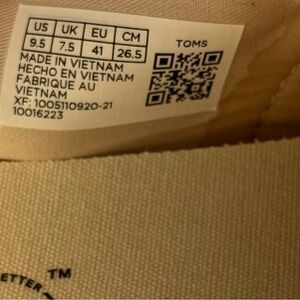 US UK EU CM
9.5 7.5 41 26.5
TOMS
MADE IN VIETNAM
HECHO EN VIETNAM
FABRIQUE AU
VIETNAM
XF: 1005110920-21
10016223
ETTER TM